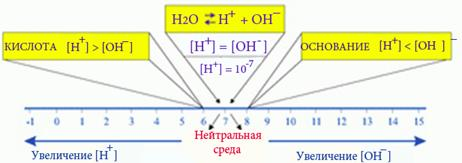 H2O ⇄ H⁺ + OH⁻
КИСЛОТА [H⁺] > [OH⁻]
[H⁺] = [OH⁻]
[H⁺] = 10⁻⁷
ОСНОВАНИЕ [H⁺] < [OH ]⁻
-1 0 1 2 3 4 5 6 7 8 9 10 11 12 13 14 15
Увеличение [H⁺]
Нейтральная
среда
Увеличение [OH⁻]